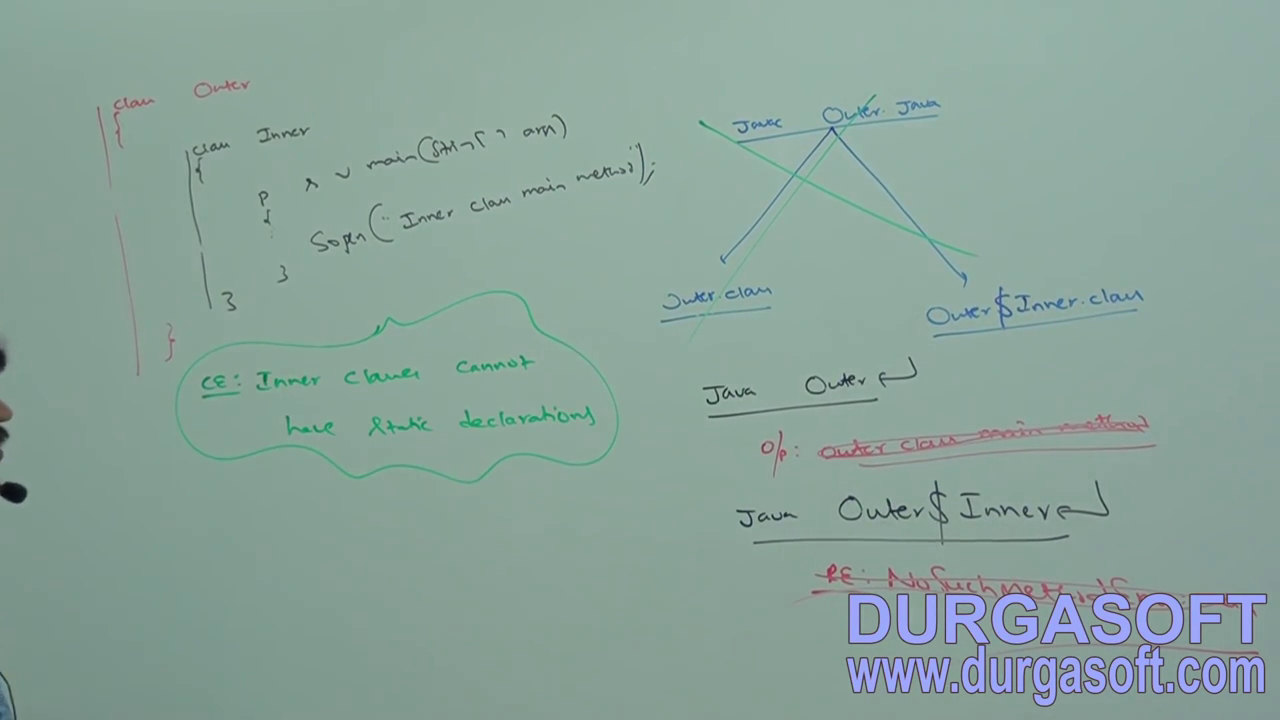 class Outer
{
class Inner
{
p s v main(String[] args)
{
Sopln("Inner class main method");
}
}
}
CE: Inner classes cannot
have static declarations
Javac Outer.Java
Outer.class
Outer$Inner.class
Java Outer
O/p: Outer class main method
Java Outer$Inner
RE: NoSuchMethod
DURGASOFT
www.durgasoft.com